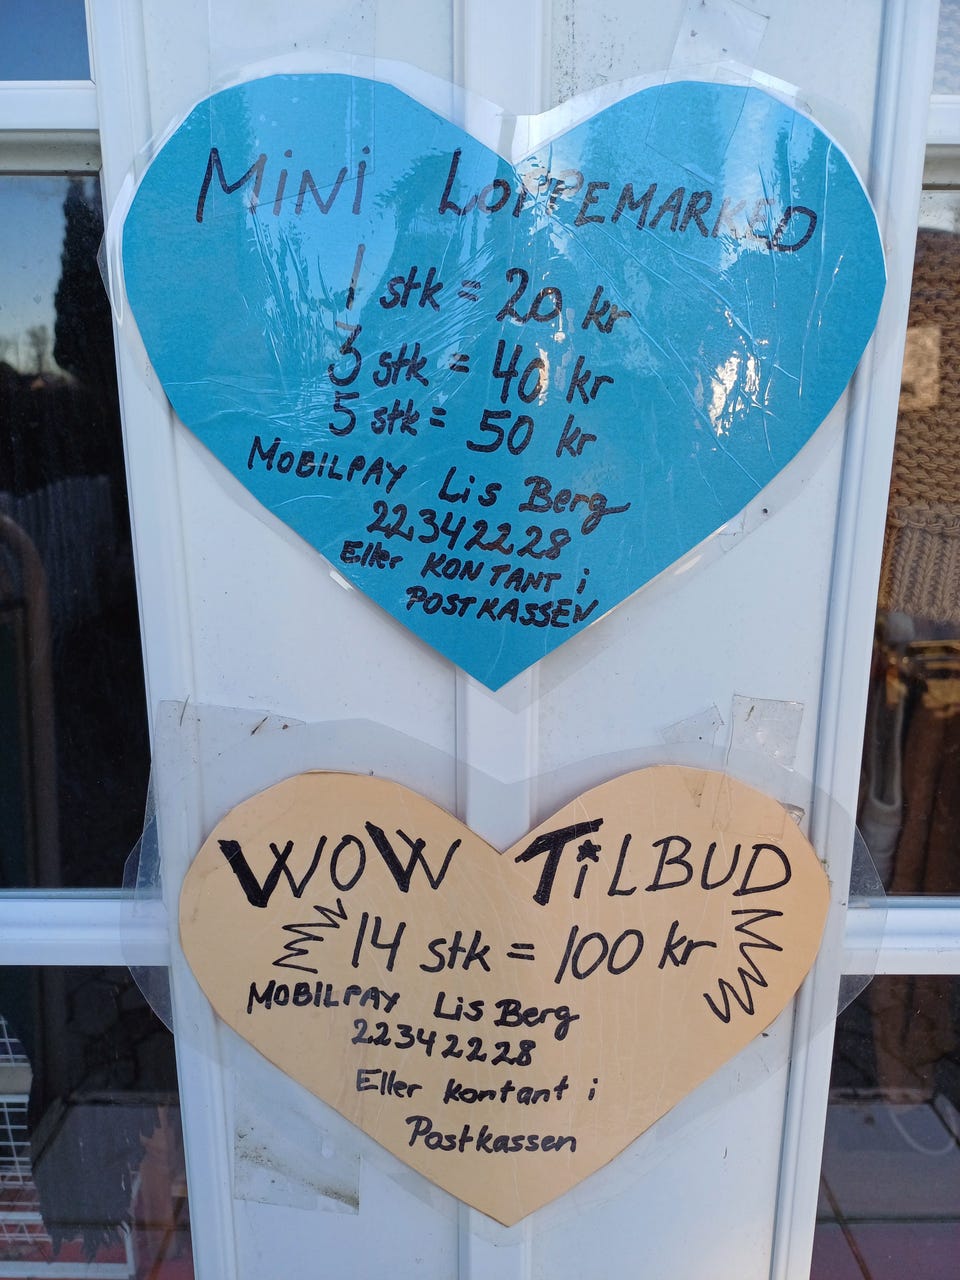 MiNi LOPPEMARKED
1 stk = 20 kr
3 stk = 40 kr
5 stk = 50 kr
MOBILPAY Lis Berg
22342228
Eller KONTANT i
POSTKASSEN
WOW TiLBUD
14 stk = 100 kr
MOBILPAY Lis Berg
22342228
Eller kontant i
Postkassen